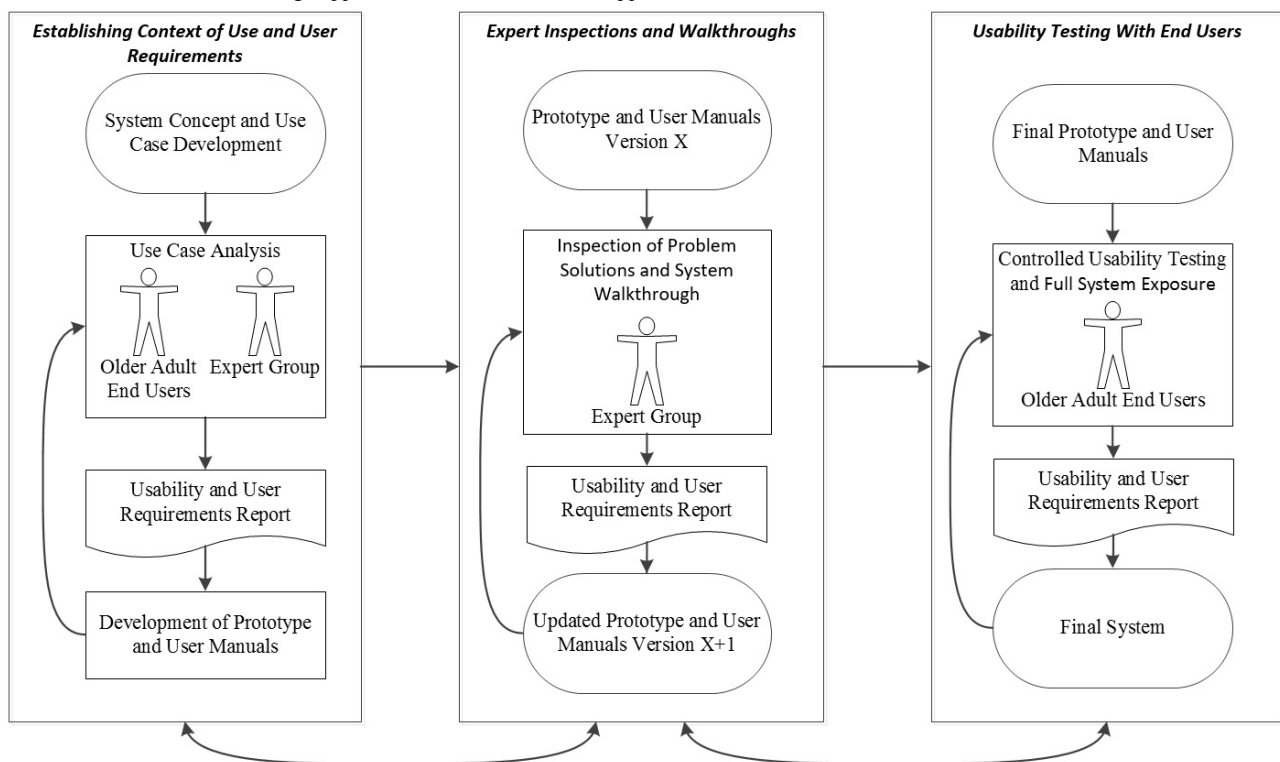 Establishing Context of Use and User
Requirements
System Concept and Use
Case Development
Use Case Analysis
Older Adult
End Users
Expert Group
Usability and User
Requirements Report
Development of Prototype
and User Manuals
Expert Inspections and Walkthroughs
Prototype and User Manuals
Version X
Inspection of Problem
Solutions and System
Walkthrough
Expert Group
Usability and User
Requirements Report
Updated Prototype and User
Manuals Version X+1
Usability Testing With End Users
Final Prototype and User
Manuals
Controlled Usability Testing
and Full System Exposure
Older Adult End Users
Usability and User
Requirements Report
Final System